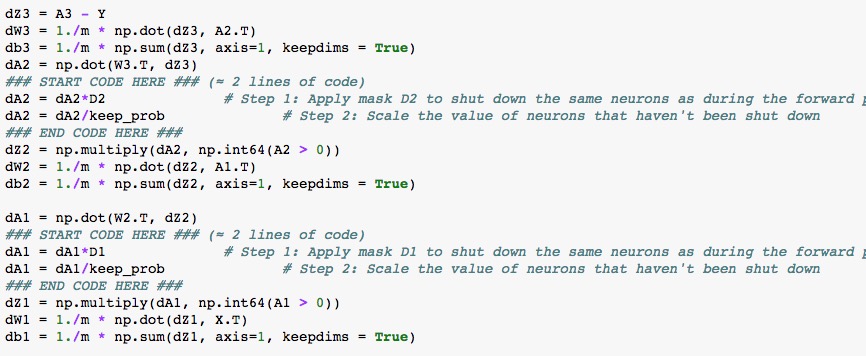 dZ3 = A3 - Y
dW3 = 1./m * np.dot(dZ3, A2.T)
db3 = 1./m * np.sum(dZ3, axis=1, keepdims = True)
dA2 = np.dot(W3.T, dZ3)
### START CODE HERE ### (≈ 2 lines of code)
dA2 = dA2*D2 # Step 1: Apply mask D2 to shut down the same neurons as during the forward
dA2 = dA2/keep_prob # Step 2: Scale the value of neurons that haven't been shut down
### END CODE HERE ###
dZ2 = np.multiply(dA2, np.int64(A2 > 0))
dW2 = 1./m * np.dot(dZ2, A1.T)
db2 = 1./m * np.sum(dZ2, axis=1, keepdims = True)
dA1 = np.dot(W2.T, dZ2)
### START CODE HERE ### (≈ 2 lines of code)
dA1 = dA1*D1 # Step 1: Apply mask D1 to shut down the same neurons as during the forward
dA1 = dA1/keep_prob # Step 2: Scale the value of neurons that haven't been shut down
### END CODE HERE ###
dZ1 = np.multiply(dA1, np.int64(A1 > 0))
dW1 = 1./m * np.dot(dZ1, X.T)
db1 = 1./m * np.sum(dZ1, axis=1, keepdims = True)